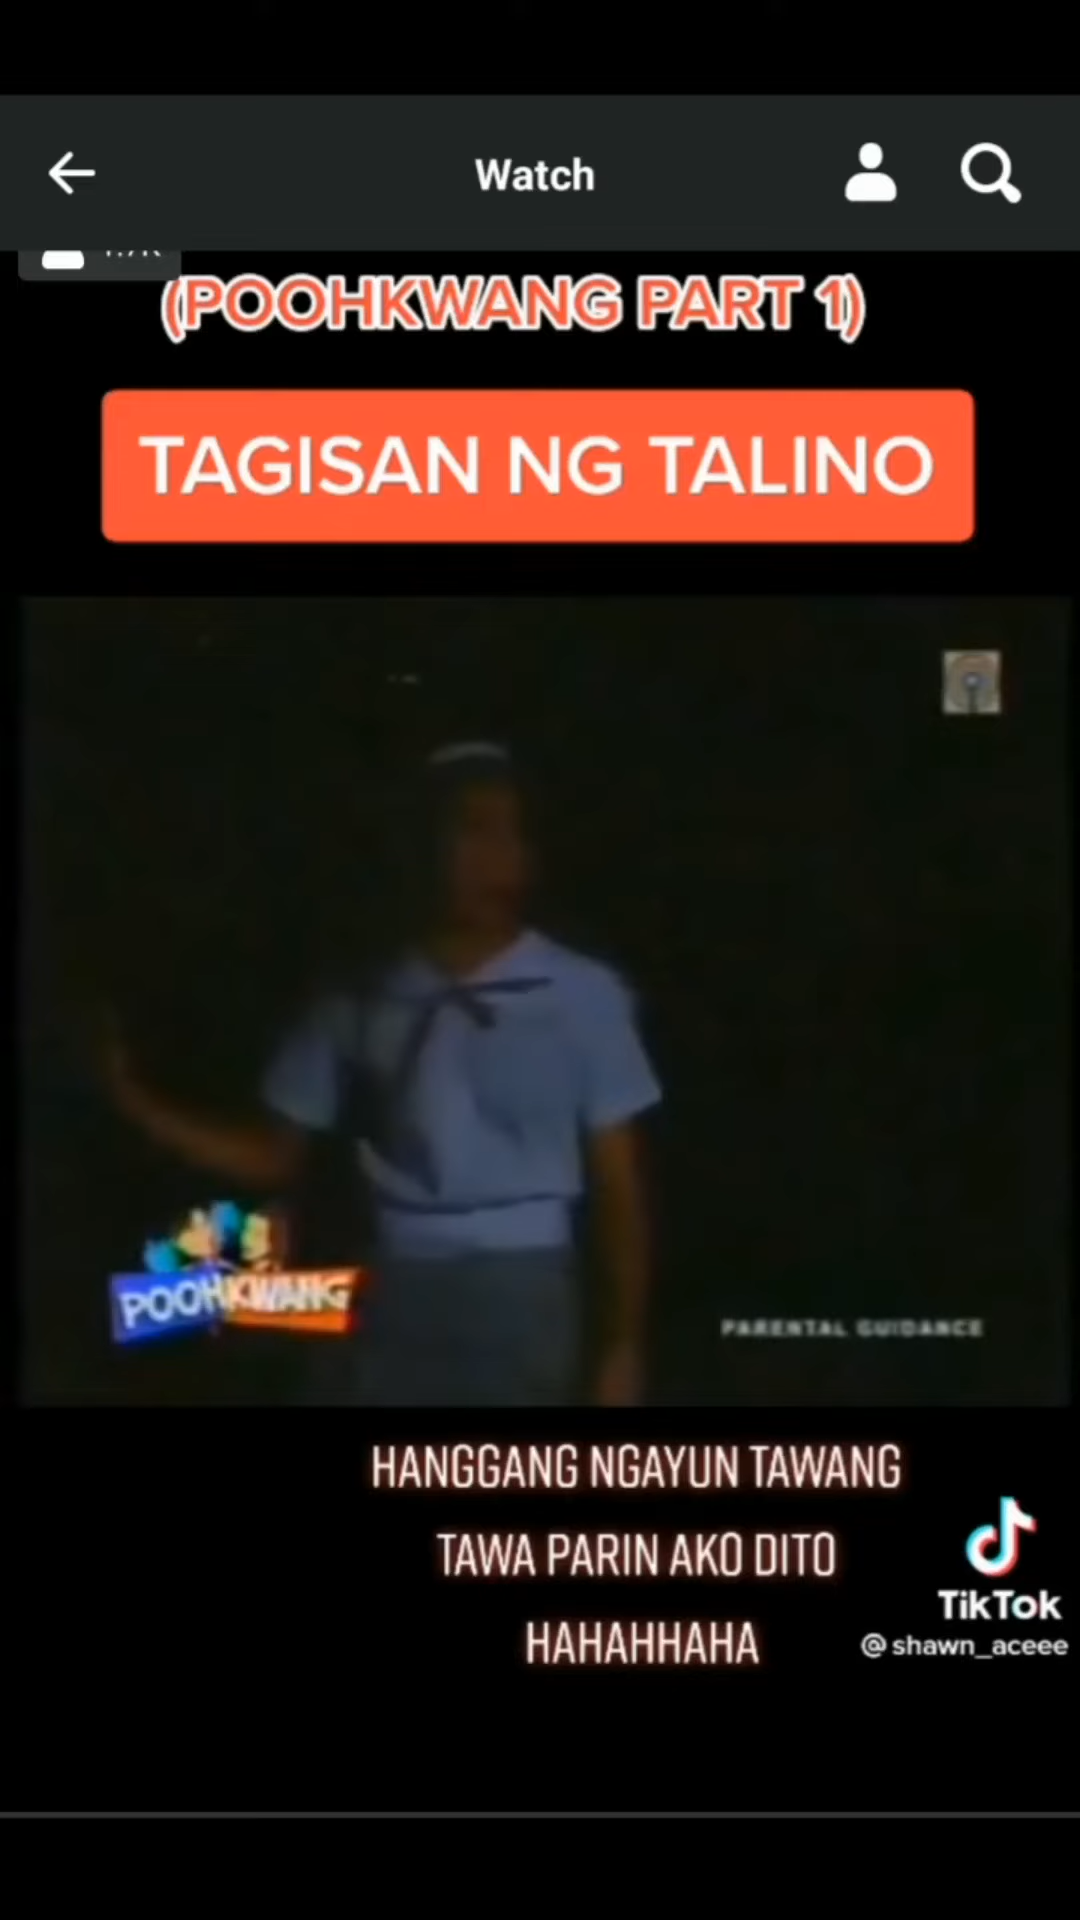 Watch
(POOHKWANG PART 1)
TAGISAN NG TALINO
POOHKWANG
PARENTAL GUIDANCE
HANGGANG NGAYUN TAWANG
TAWA PARIN AKO DITO
HAHAHHAHA
TikTok
@shawn_aceee